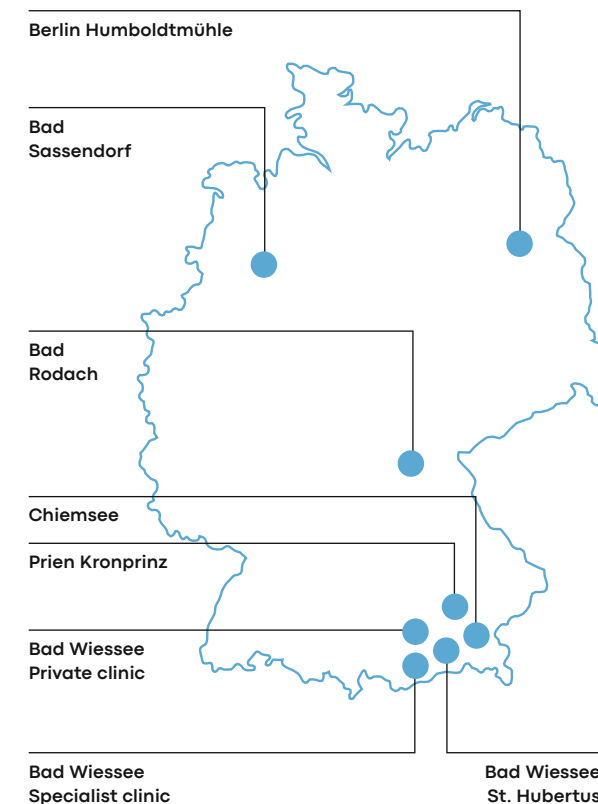 Berlin Humboldtmühle
Bad
Sassendorf
Bad
Rodach
Chiemsee
Prien Kronprinz
Bad Wiessee
Private clinic
Bad Wiessee
Specialist clinic
Bad Wiessee
St. Hubertus